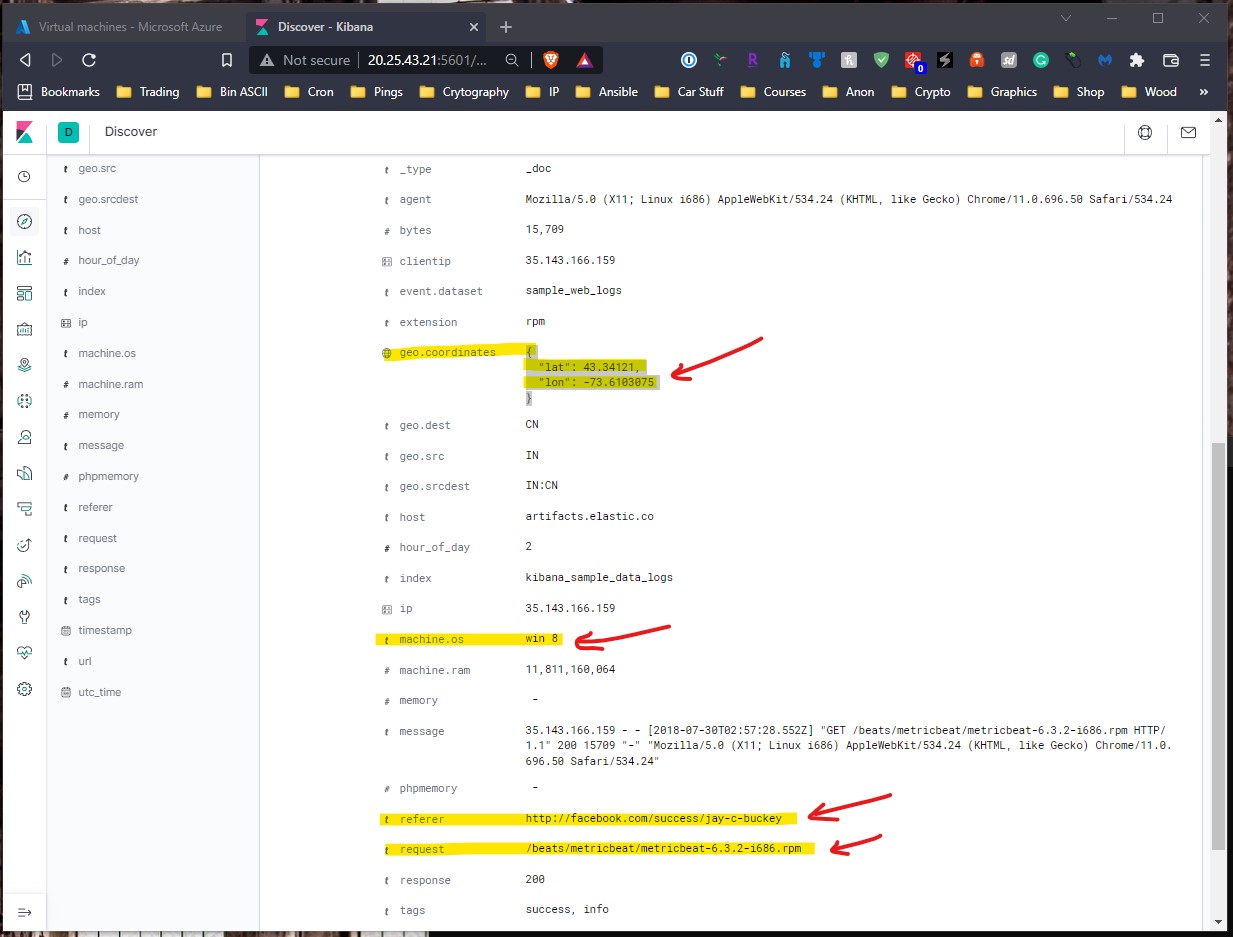 Virtual machines - Microsoft Azure
Discover - Kibana
Not secure
20.25.43.21:5601/...
0
Bookmarks
Trading
Bin ASCII
Cron
Pings
Crytography
IP
Ansible
Car Stuff
Courses
Anon
Crypto
Graphics
Shop
Wood
»
D
Discover
t geo.src
t geo.srcdest
t host
# hour_of_day
t index
ip
t machine.os
t machine.ram
# memory
t message
# phpmemory
t referer
t request
t response
t tags
timestamp
t url
utc_time
t _type _doc
t agent Mozilla/5.0 (X11; Linux i686) AppleWebKit/534.24 (KHTML, like Gecko) Chrome/11.0.696.50 Safari/534.24
# bytes 15,709
clientip 35.143.166.159
t event.dataset sample_web_logs
t extension rpm
geo.coordinates {
"lat": 43.34121,
"lon": -73.6103075
}
t geo.dest CN
t geo.src IN
t geo.srcdest IN:CN
t host artifacts.elastic.co
# hour_of_day 2
t index kibana_sample_data_logs
ip 35.143.166.159
t machine.os win 8
# machine.ram 11,811,160,064
# memory -
t message 35.143.166.159 - - [2018-07-30T02:57:28.552Z] "GET /beats/metricbeat/metricbeat-6.3.2-i686.rpm HTTP/
1.1" 200 15709 "-" "Mozilla/5.0 (X11; Linux i686) AppleWebKit/534.24 (KHTML, like Gecko) Chrome/11.0.
696.50 Safari/534.24"
# phpmemory -
t referer http://facebook.com/success/jay-c-buckey
t request /beats/metricbeat/metricbeat-6.3.2-i686.rpm
t response 200
t tags success, info